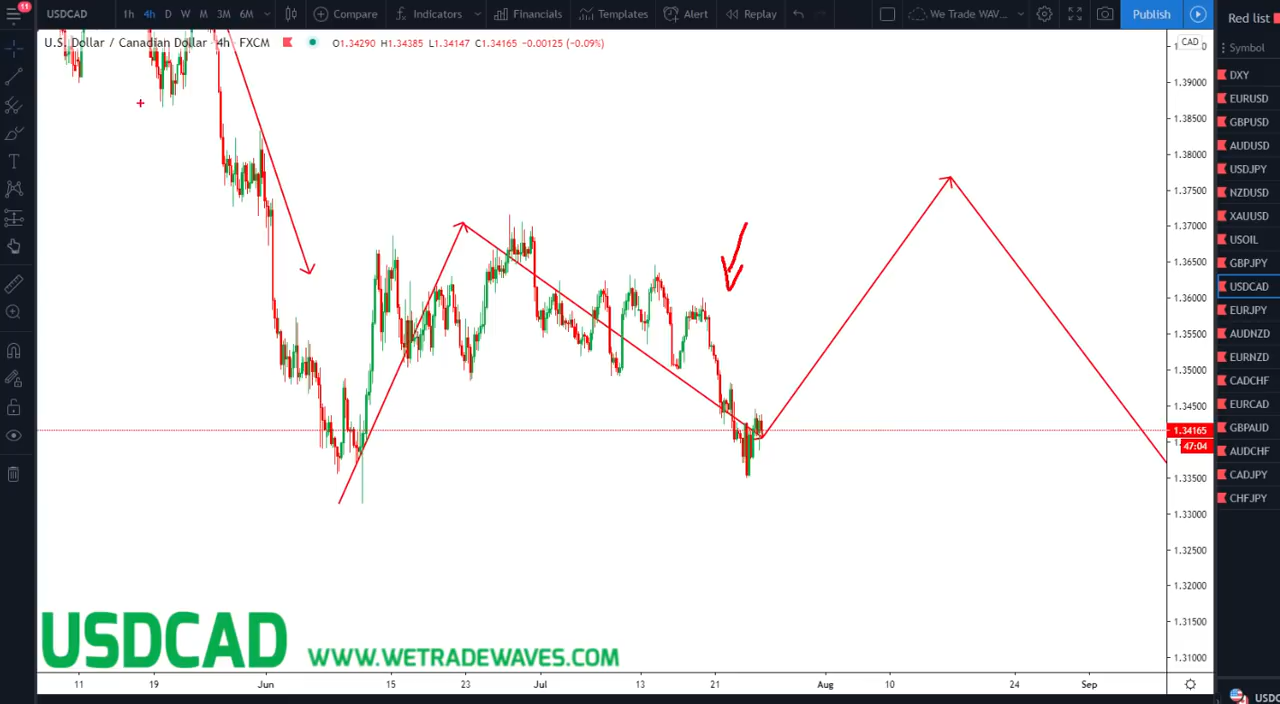 11
USDCAD 1h 4h D W M 3M 6M Compare Indicators Financials Templates Alert Replay We Trade WAV... Publish Red list
U.S. Dollar / Canadian Dollar · 4h · FXCM O1.34290 H1.34385 L1.34147 C1.34165 −0.00125 (−0.09%)
CAD
Symbol
1.39000
1.38500
1.38000
1.37500
1.37000
1.36500
1.36000
1.35500
1.35000
1.34500
1.34165
47:04
1.33500
1.33000
1.32500
1.32000
1.31500
1.31000
DXY
EURUSD
GBPUSD
AUDUSD
USDJPY
NZDUSD
XAUUSD
USOIL
GBPJPY
USDCAD
EURJPY
AUDNZD
EURNZD
CADCHF
EURCAD
GBPAUD
AUDCHF
CADJPY
CHFJPY
USDCAD
WWW.WETRADEWAVES.COM
11 19 Jun 15 23 Jul 13 21 Aug 10 24 Sep
USDC